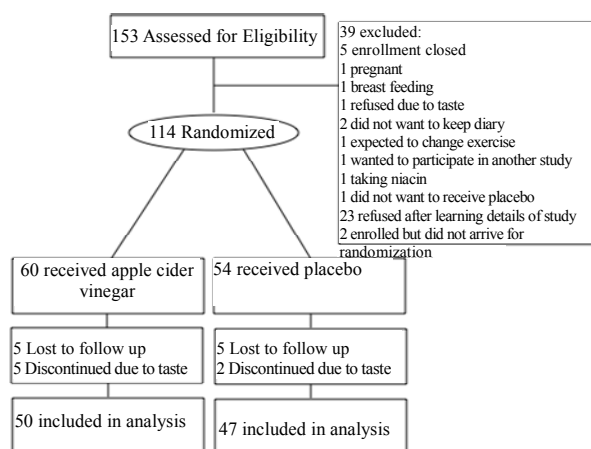 153 Assessed for Eligibility
39 excluded:
5 enrollment closed
1 pregnant
1 breast feeding
1 refused due to taste
2 did not want to keep diary
1 expected to change exercise
1 wanted to participate in another study
1 taking niacin
1 did not want to receive placebo
23 refused after learning details of study
2 enrolled but did not arrive for
randomization
114 Randomized
60 received apple cider
vinegar
54 received placebo
5 Lost to follow up
5 Discontinued due to taste
5 Lost to follow up
2 Discontinued due to taste
50 included in analysis
47 included in analysis